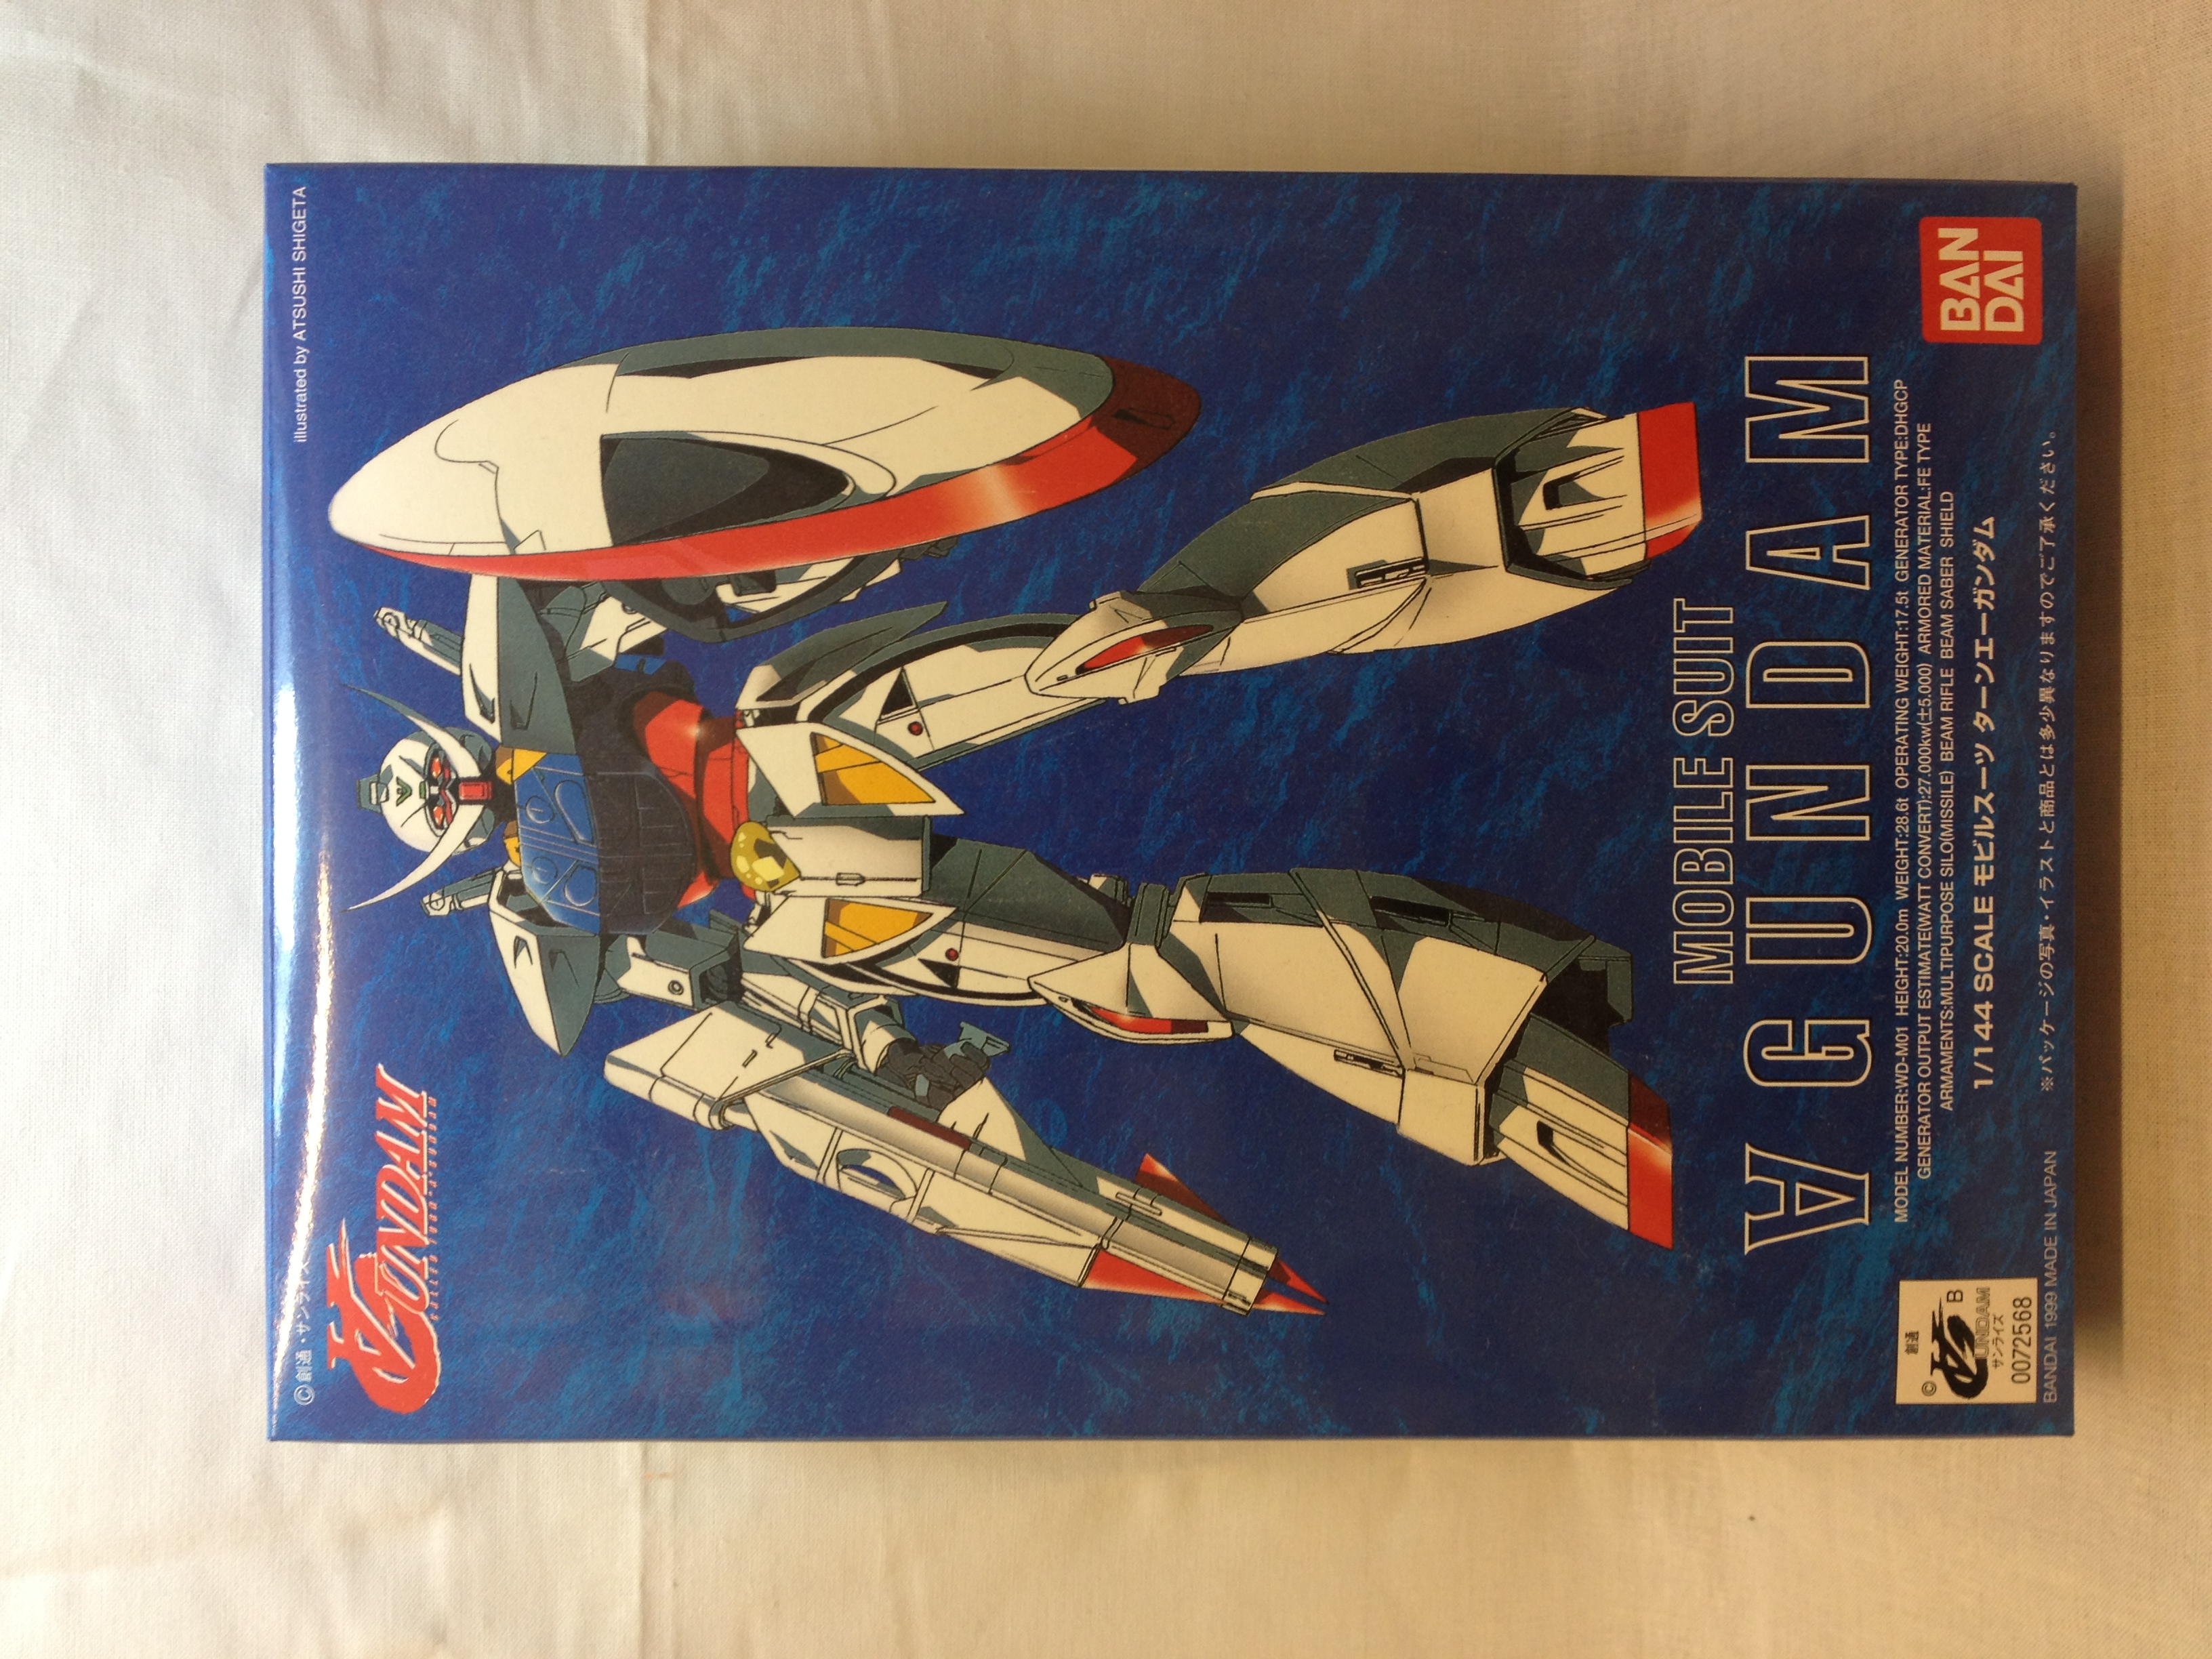 ©創通・サンライズ
illustrated by ATSUSHI SHIGETA
∀GUNDAM
CALLED TURN "A" GUNDAM
MOBILE SUIT
∀GUNDAM
MODEL NUMBER:WD-M01 HEIGHT:20.0m WEIGHT:28.6t OPERATING WEIGHT:17.5t GENERATOR TYPE:DHGCP
GENERATOR OUTPUT ESTIMATE(WATT CONVERT):27.000kw(±5.000) ARMORED MATERIAL:FE TYPE
ARMAMENTS:MULTIPURPOSE SILO(MISSILE) BEAM RIFLE BEAM SABER SHIELD
1/144 SCALE モビルスーツ ターンエーガンダム
※パッケージの写真・イラストと商品とは多少異なりますのでご了承ください。
創通
© ∀GUNDAM B
サンライズ
0072568
BANDAI 1999 MADE IN JAPAN
BAN
DAI